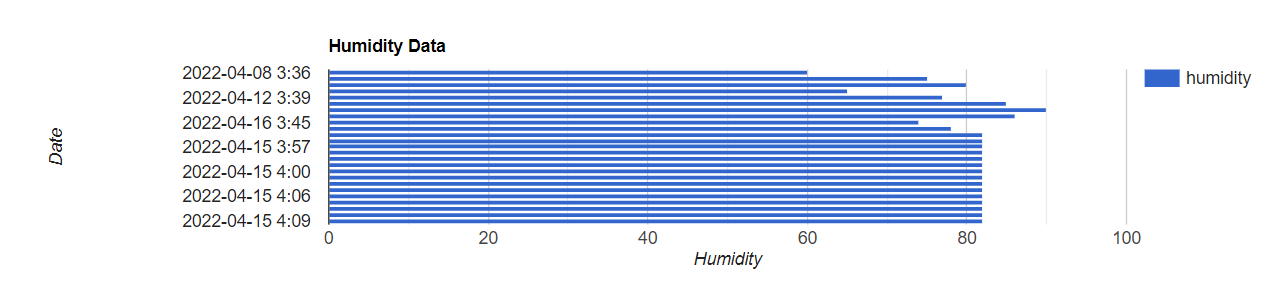 Humidity Data
humidity
Date
2022-04-08 3:36
2022-04-12 3:39
2022-04-16 3:45
2022-04-15 3:57
2022-04-15 4:00
2022-04-15 4:06
2022-04-15 4:09
0 20 40 60 80 100
Humidity